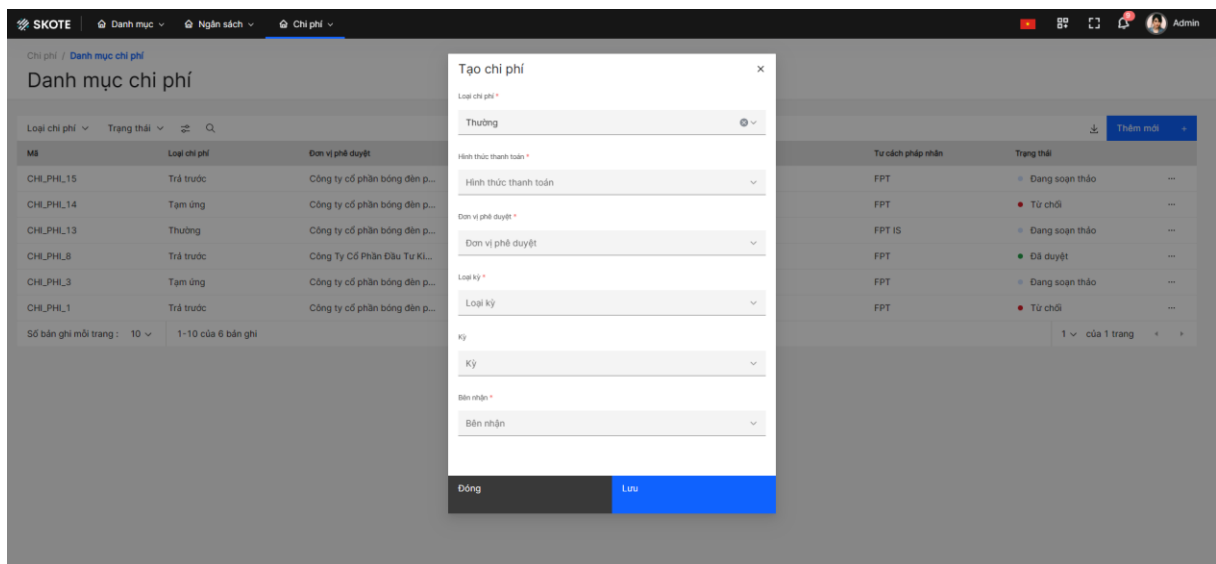 SKOTE Danh mục Ngân sách Chi phí Admin
Chi phí / Danh mục chi phí
Danh mục chi phí
Loại chi phí Trạng thái Thêm mới +
Mã Loại chi phí Đơn vị phê duyệt Tư cách pháp nhân Trạng thái
CHI_PHI_15 Trả trước Công ty cổ phần bóng đèn p... FPT Đang soạn thảo ...
CHI_PHI_14 Tạm ứng Công ty cổ phần bóng đèn p... FPT Từ chối ...
CHI_PHI_13 Thường Công ty cổ phần bóng đèn p... FPT IS Đang soạn thảo ...
CHI_PHI_8 Trả trước Công Ty Cổ Phần Đầu Tư Ki... FPT Đã duyệt ...
CHI_PHI_3 Tạm ứng Công ty cổ phần bóng đèn p... FPT Đang soạn thảo ...
CHI_PHI_1 Trả trước Công ty cổ phần bóng đèn p... FPT Từ chối ...
Số bản ghi mỗi trang : 10 1-10 của 6 bản ghi 1 của 1 trang
Tạo chi phí ×
Loại chi phí *
Thường
Hình thức thanh toán *
Hình thức thanh toán
Đơn vị phê duyệt *
Đơn vị phê duyệt
Loại kỳ *
Loại kỳ
Kỳ
Kỳ
Bên nhận *
Bên nhận
Đóng Lưu